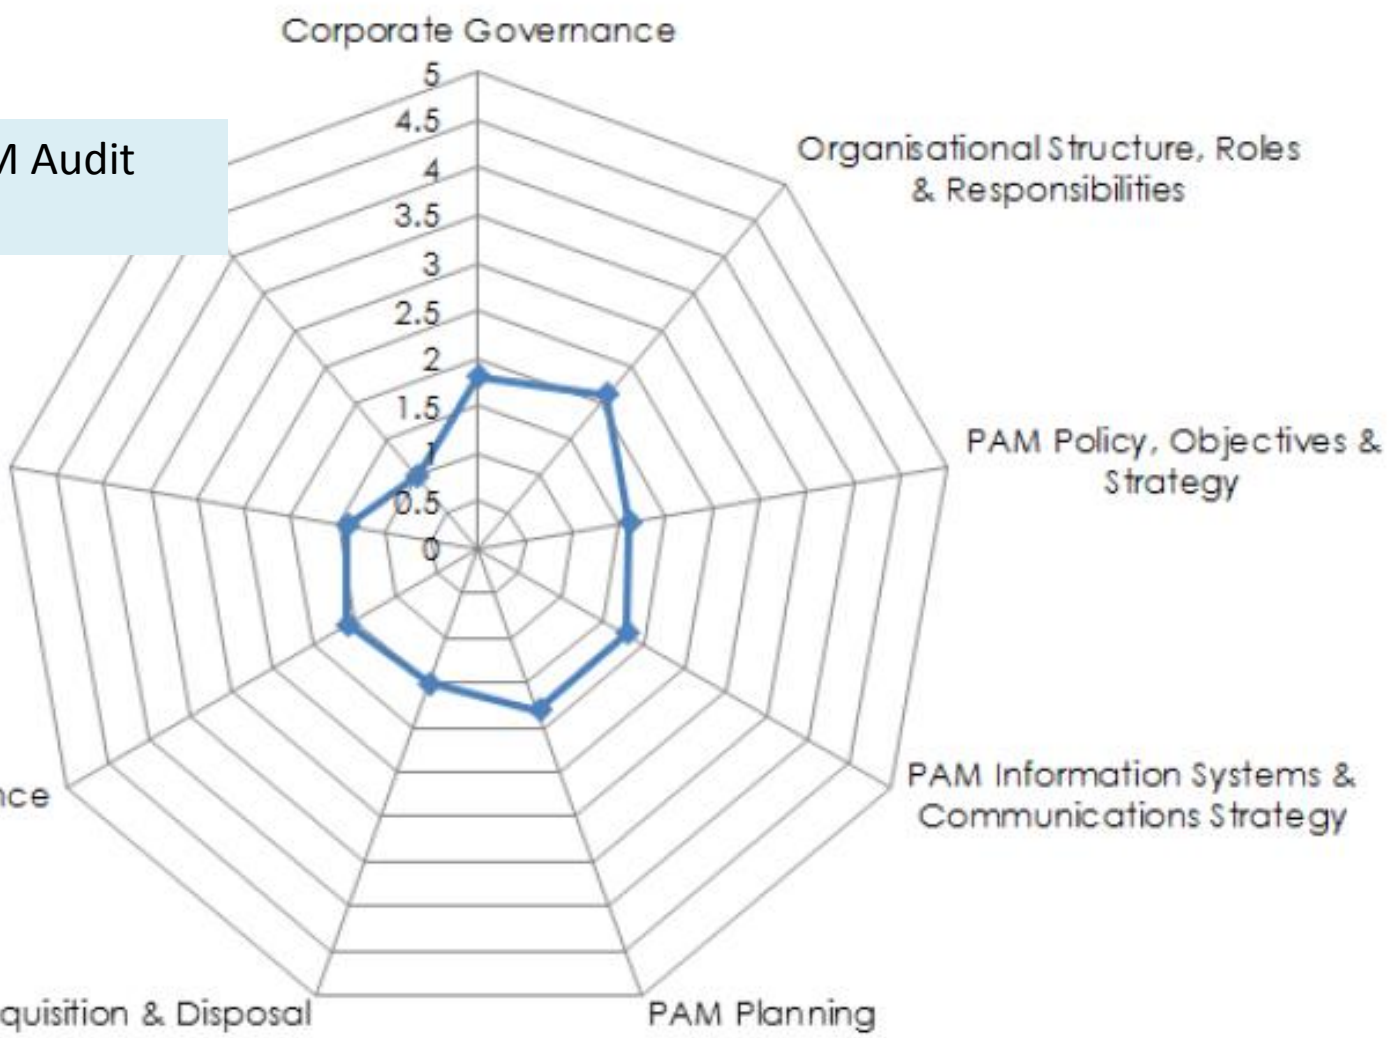 Corporate Governance
5
4.5
4
3.5
3
2.5
2
1.5
1
0.5
0
M Audit
Organisational Structure, Roles
& Responsibilities
PAM Policy, Objectives &
Strategy
PAM Information Systems &
Communications Strategy
PAM Planning
quisition & Disposal
nce